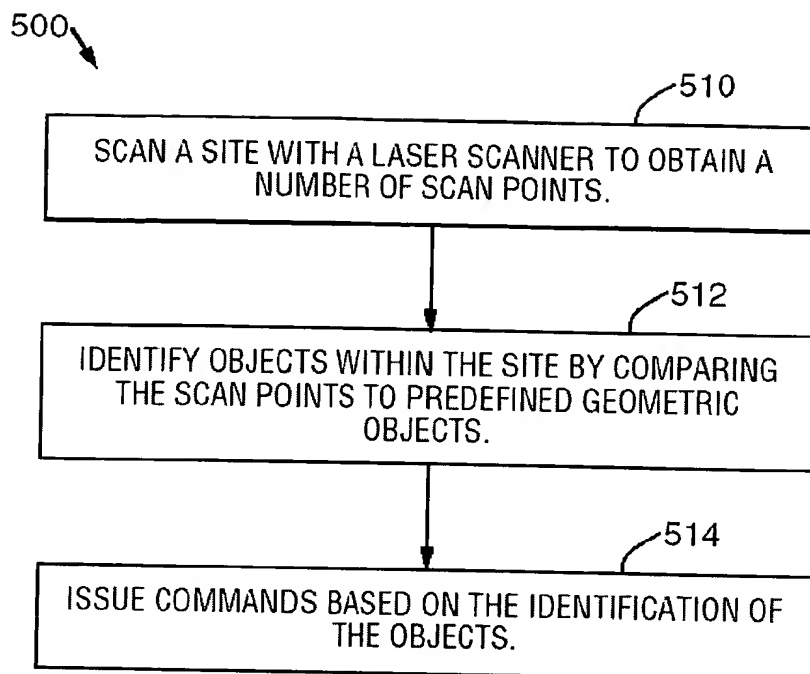 500
510
SCAN A SITE WITH A LASER SCANNER TO OBTAIN A
NUMBER OF SCAN POINTS.
512
IDENTIFY OBJECTS WITHIN THE SITE BY COMPARING
THE SCAN POINTS TO PREDEFINED GEOMETRIC
OBJECTS.
514
ISSUE COMMANDS BASED ON THE IDENTIFICATION OF
THE OBJECTS.